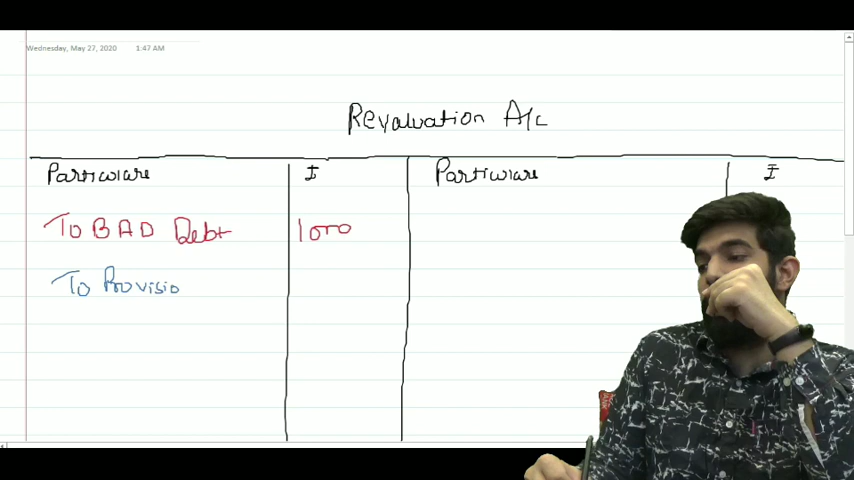 Wednesday, May 27, 2020 1:47 AM
Revaluation A/c
Particulars ₹ Particulars ₹
To BAD Debt 1000
To Provisio